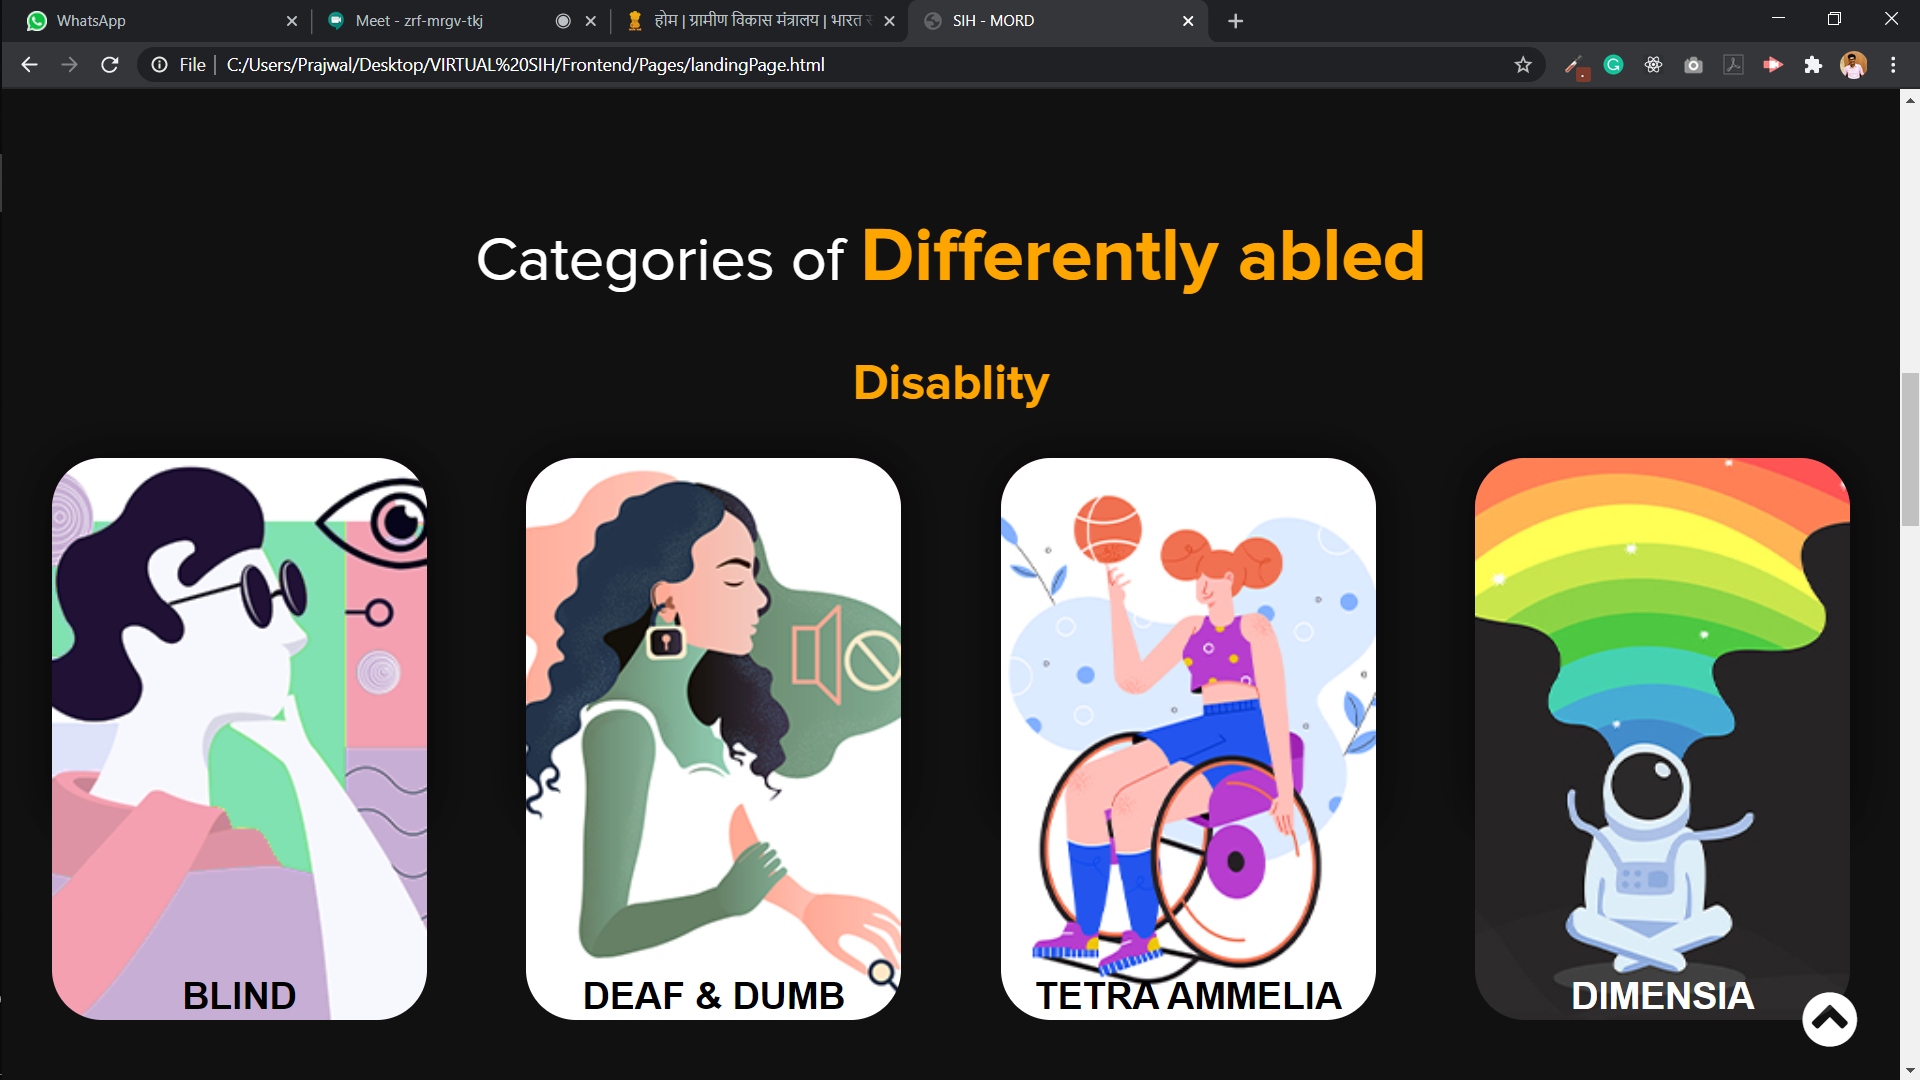 WhatsApp
Meet - zrf-mrgv-tkj
होम | ग्रामीण विकास मंत्रालय | भारत
SIH - MORD
File
C:/Users/Prajwal/Desktop/VIRTUAL%20SIH/Frontend/Pages/landingPage.html
Categories of Differently abled
Disablity
BLIND
DEAF & DUMB
TETRA AMMELIA
DIMENSIA